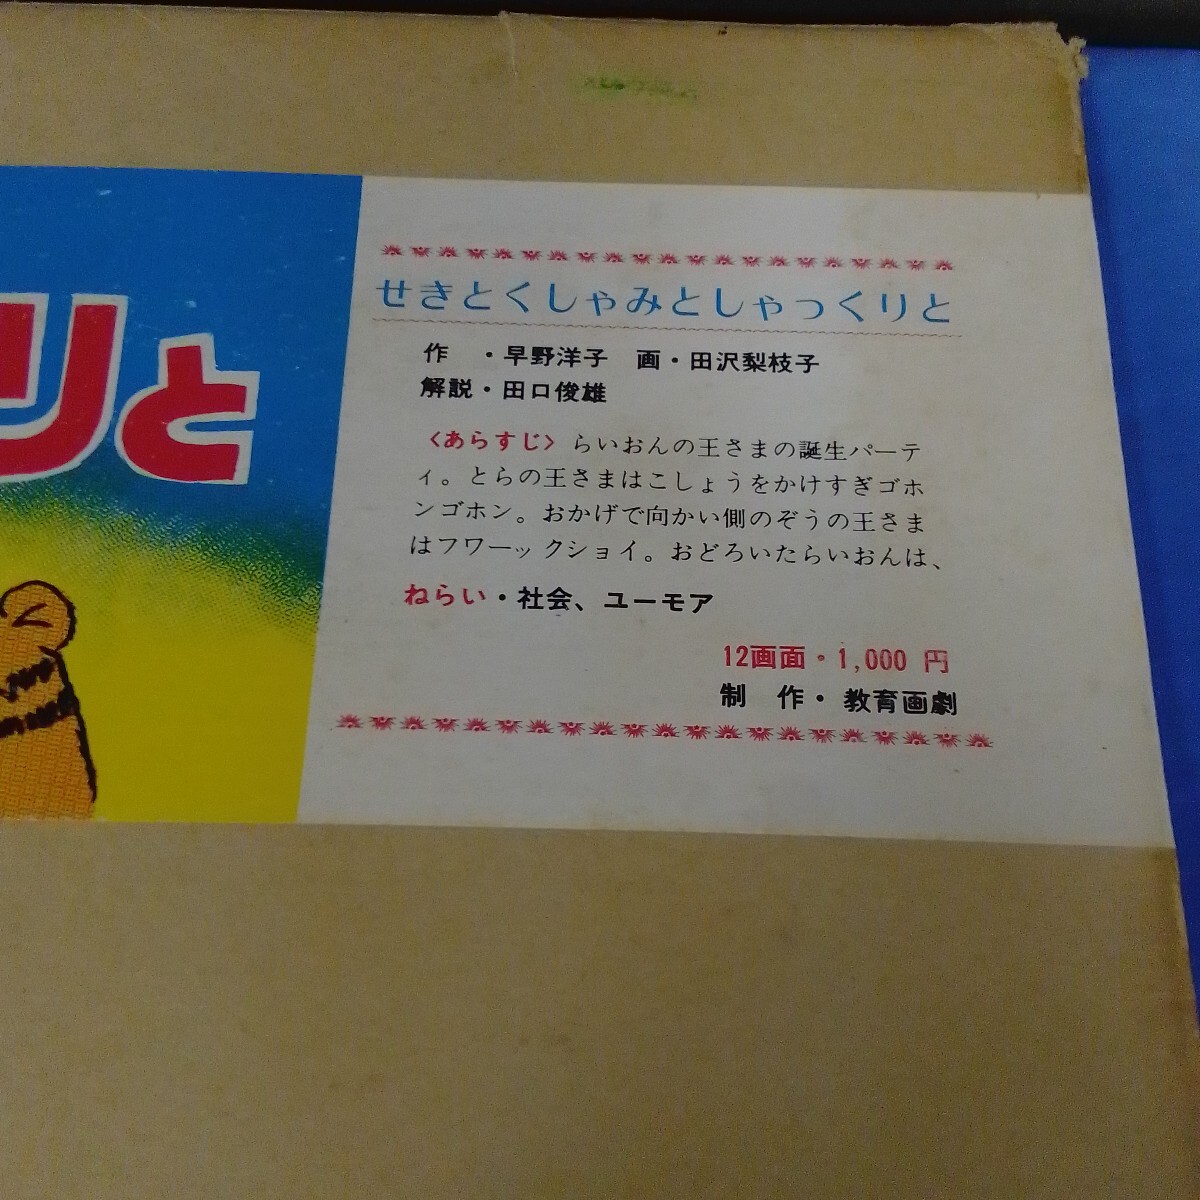 りと
せきとくしゃみとしゃっくりと
作　・早野洋子　画・田沢梨枝子
解説・田口俊雄
〈あらすじ〉らいおんの王さまの誕生パーテ
ィ。とらの王さまはこしょうをかけすぎゴホ
ンゴホン。おかげで向かい側のぞうの王さま
はフワーックショイ。おどろいたらいおんは、
ねらい・社会、ユーモア
12画面・1,000 円
制　作・教育画劇